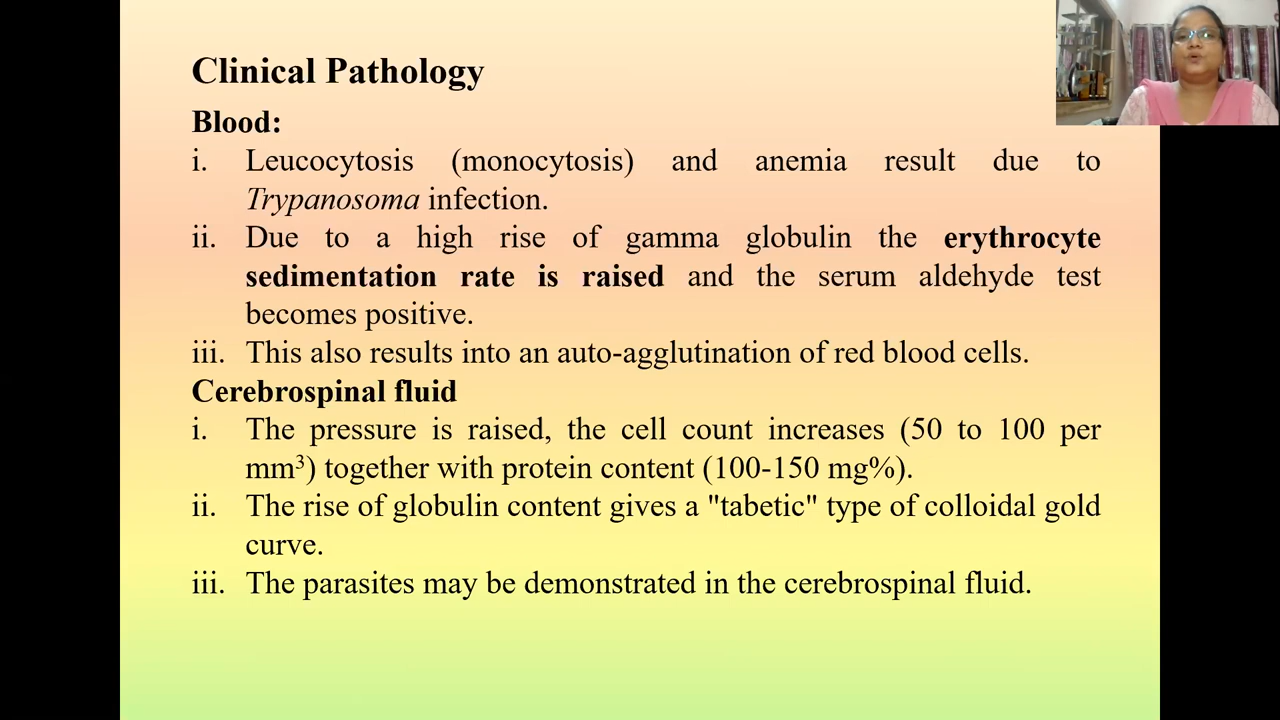 Clinical Pathology
Blood:
i. Leucocytosis (monocytosis) and anemia result due to
Trypanosoma infection.
ii. Due to a high rise of gamma globulin the erythrocyte
sedimentation rate is raised and the serum aldehyde test
becomes positive.
iii. This also results into an auto-agglutination of red blood cells.
Cerebrospinal fluid
i. The pressure is raised, the cell count increases (50 to 100 per
mm³) together with protein content (100-150 mg%).
ii. The rise of globulin content gives a "tabetic" type of colloidal gold
curve.
iii. The parasites may be demonstrated in the cerebrospinal fluid.